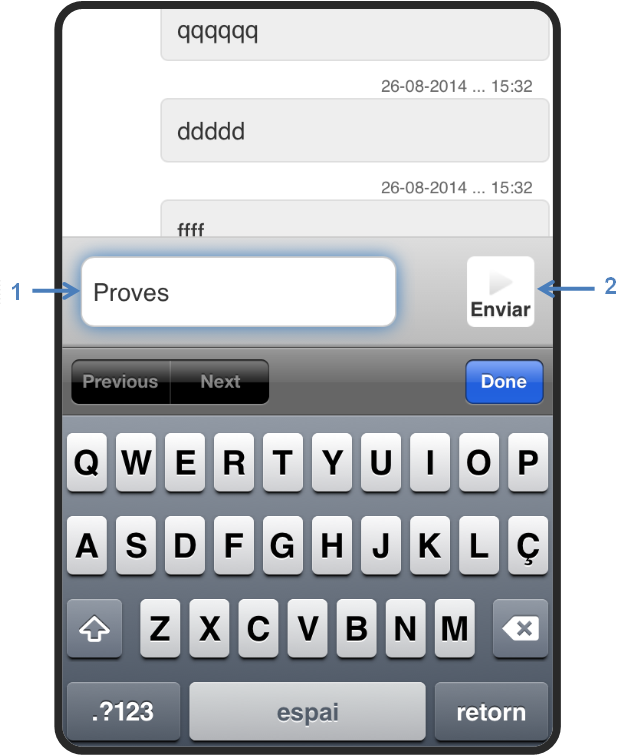 qqqqqq
26-08-2014 ... 15:32
ddddd
26-08-2014 ... 15:32
ffff
1
Proves
Enviar
2
Previous Next Done
Q W E R T Y U I O P
A S D F G H J K L Ç
Z X C V B N M
.?123 espai retorn